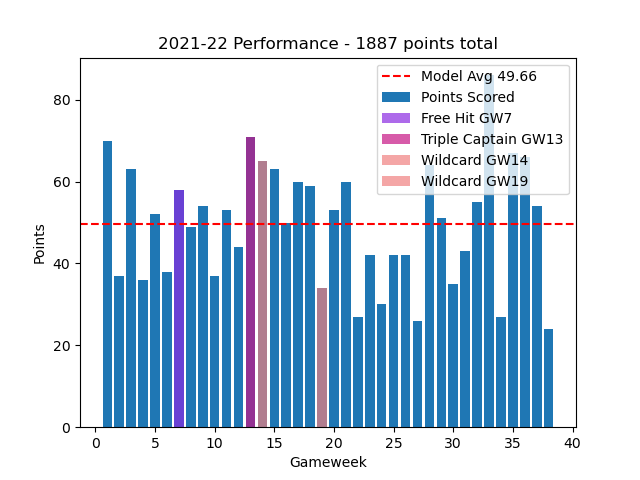 2021-22 Performance - 1887 points total
Model Avg 49.66
Points Scored
Free Hit GW7
Triple Captain GW13
Wildcard GW14
Wildcard GW19
Points
80
60
40
20
0
0 5 10 15 20 25 30 35 40
Gameweek